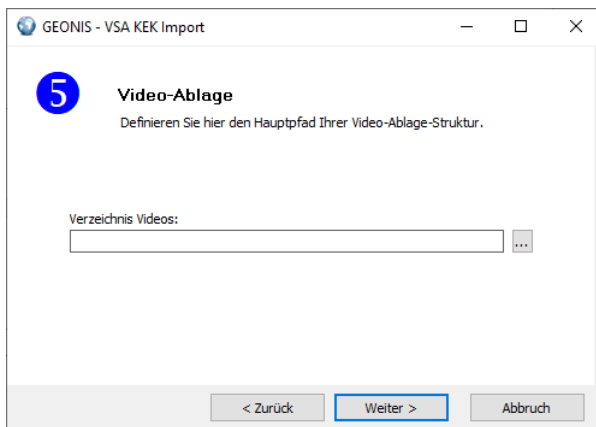 GEONIS - VSA KEK Import
5
Video-Ablage
Definieren Sie hier den Hauptpfad Ihrer Video-Ablage-Struktur.
Verzeichnis Videos:
...
< Zurück
Weiter >
Abbruch